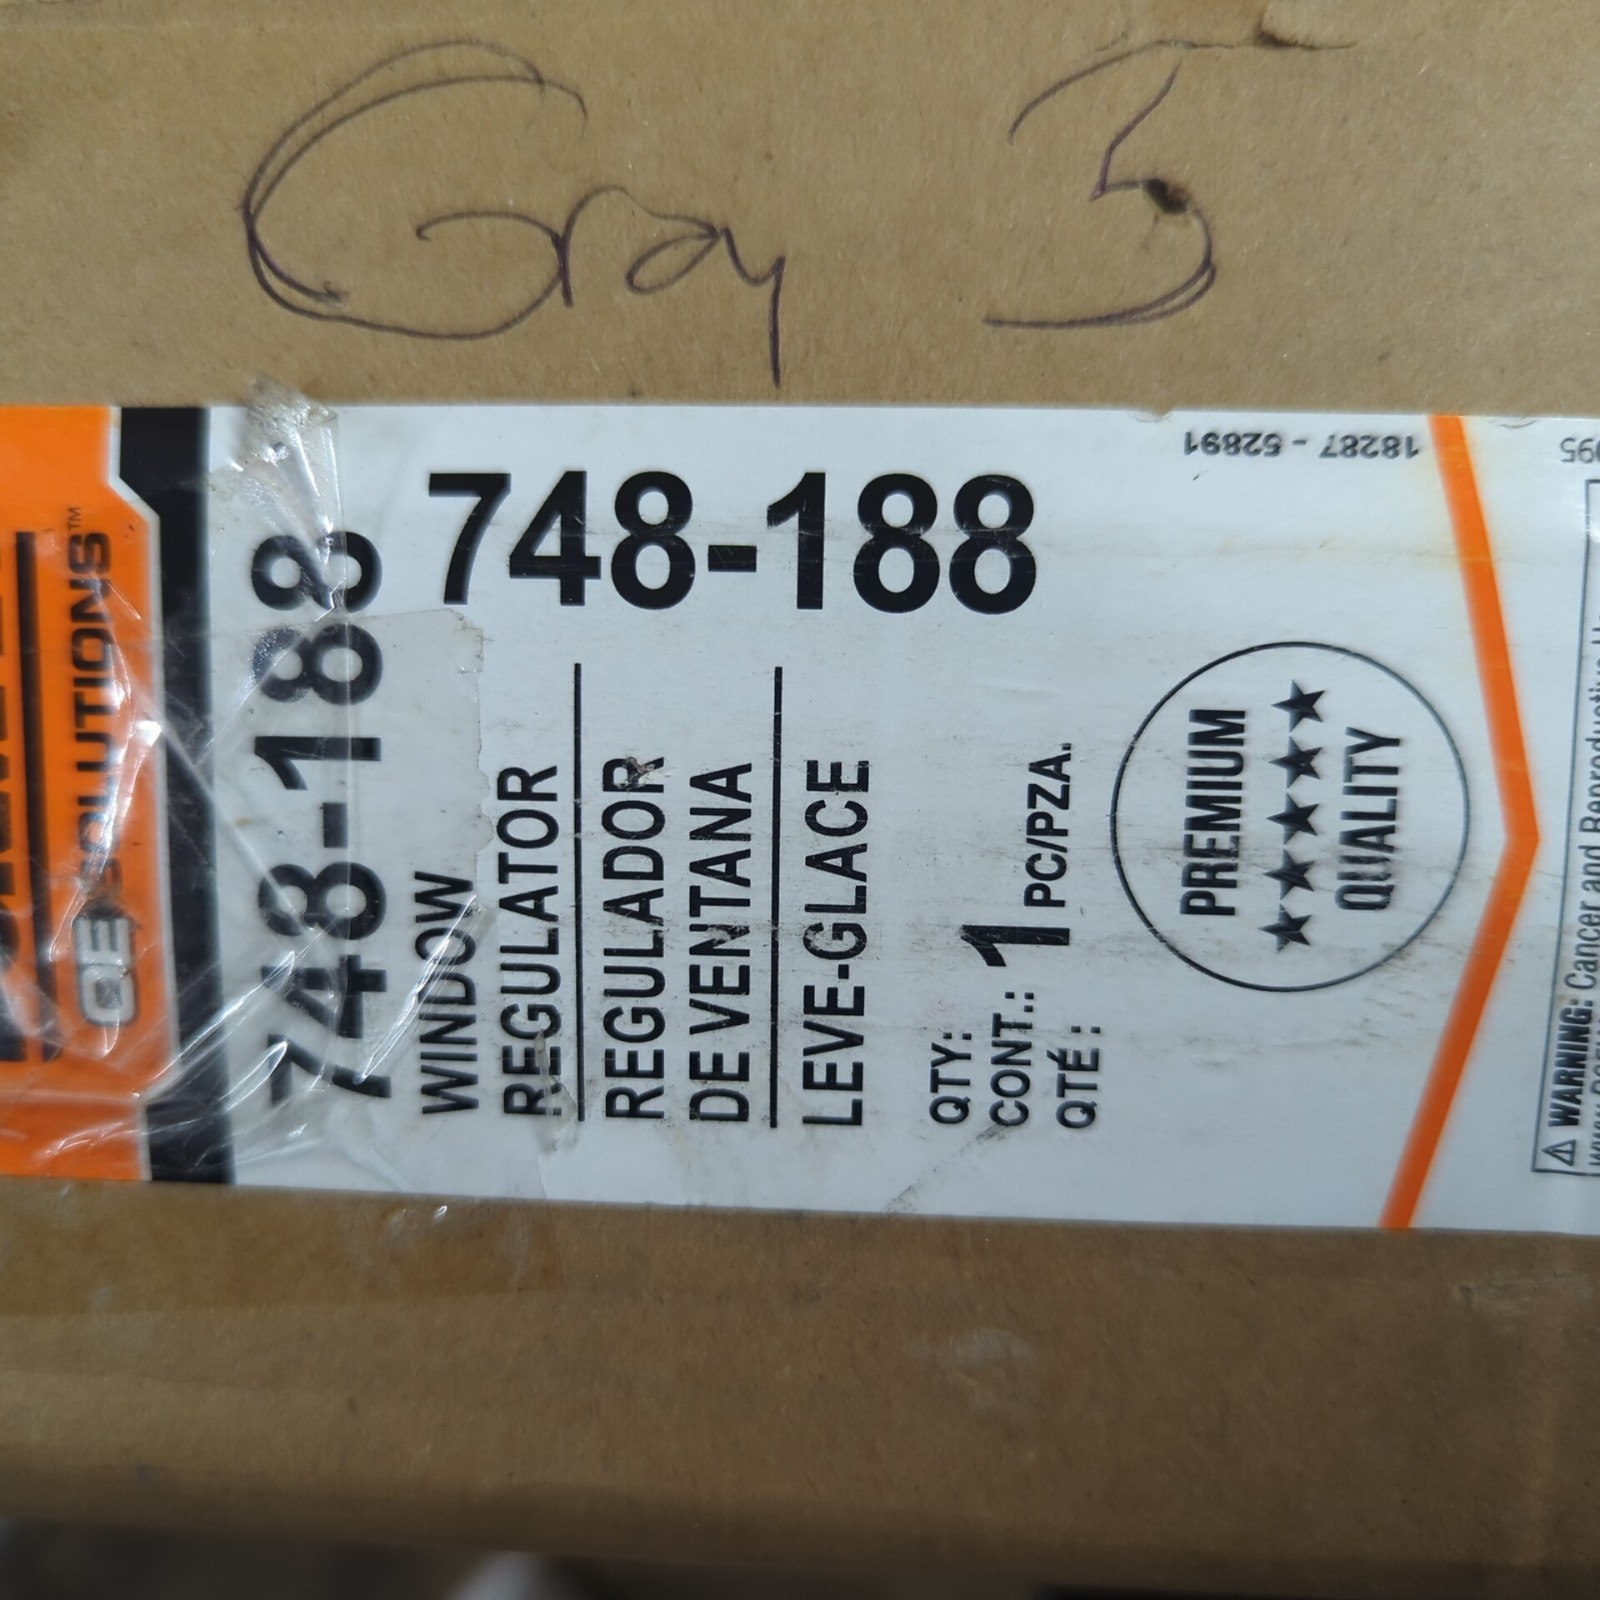 Gray 5
18287 - 52891
748-188
OE SOLUTIONS™
748-188
WINDOW
REGULATOR
REGULADOR
DE VENTANA
LEVE-GLACE
QTY:
CONT.: 1 PC/PZA.
QTÉ :
PREMIUM
QUALITY
⚠ WARNING: Cancer and Reproductive